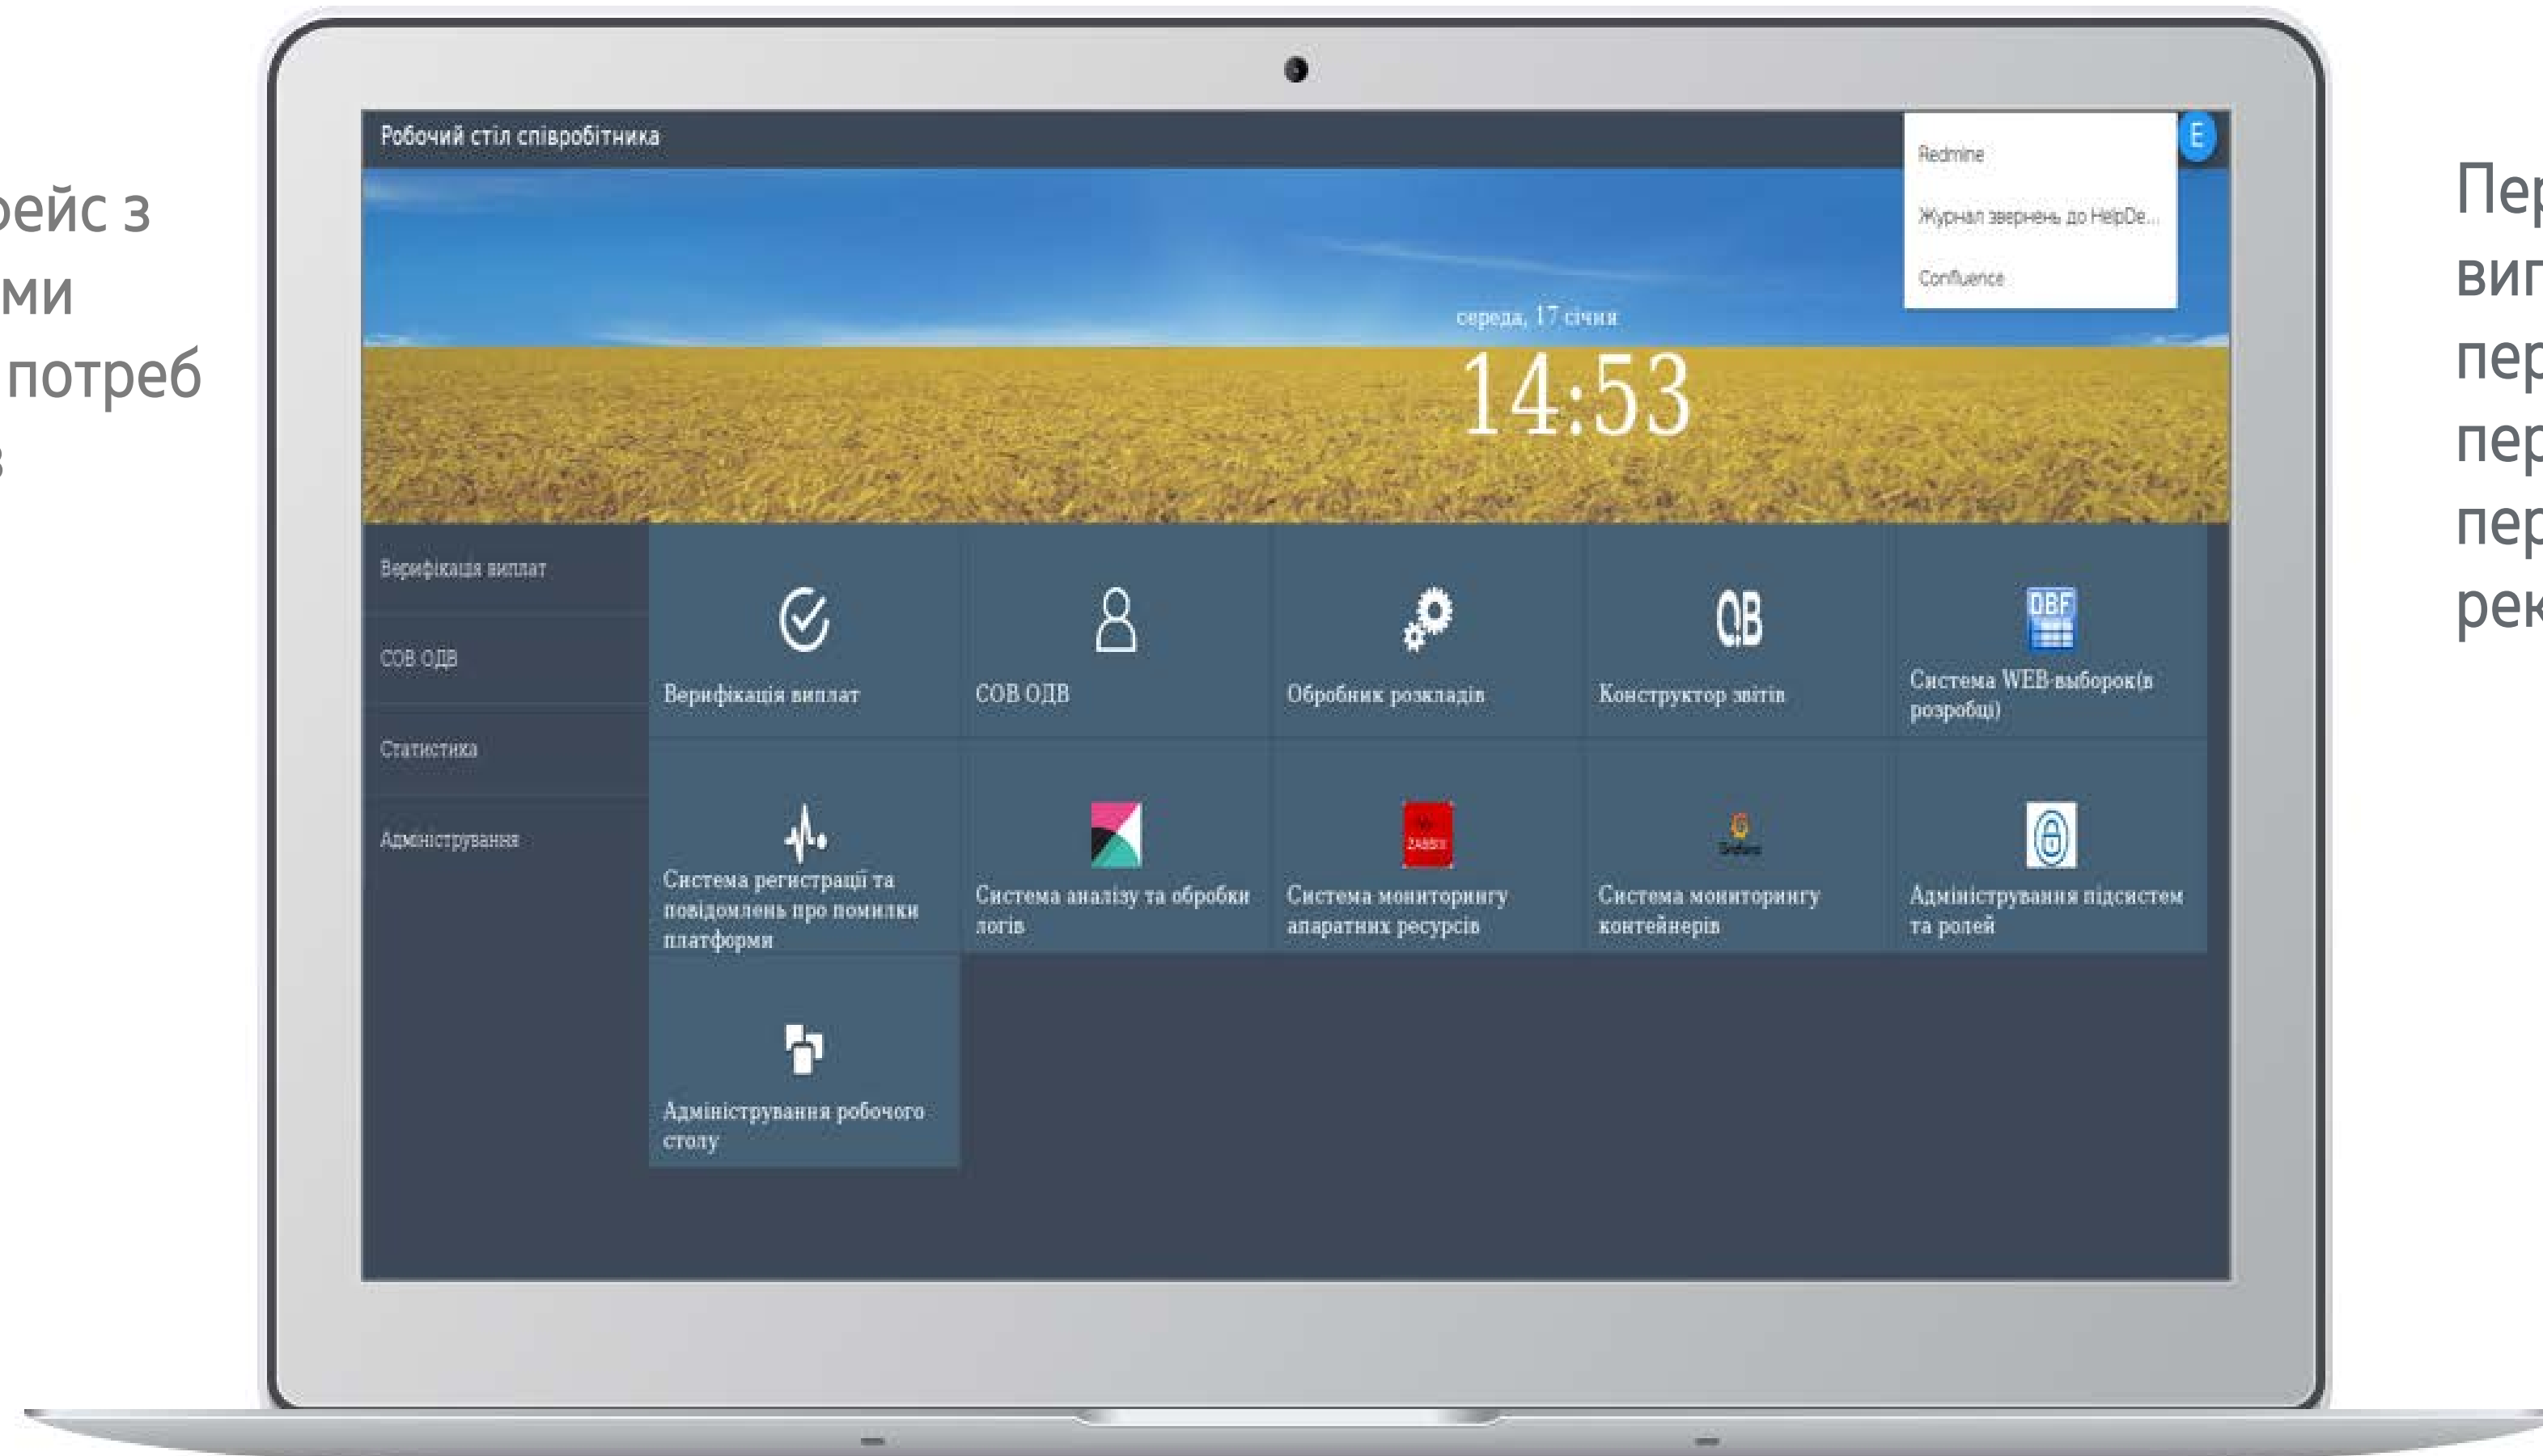 Робочий стіл співробітника
E
Redmine
Журнал звернень до HelpDe...
Confluence
середа, 17 січня
14:53
рейс з
ми
потреб
в
Пер
виг
пер
пер
пер
рек
Верифікація виплат
СОВ ОДВ
Статистика
Адміністрування
Верифікація виплат
СОВ ОДВ
Обробник розкладів
QB
Конструктор звітів
DBF
Система WEB-выборок(в
розробці)
Система регистрації та
повідомлень про помилки
платформи
Система аналізу та обробки
логів
ZABBIX
Система мониторингу
апаратних ресурсів
Grafana
Система мониторингу
контейнерів
Адміністрування підсистем
та ролей
Адміністрування робочого
столу